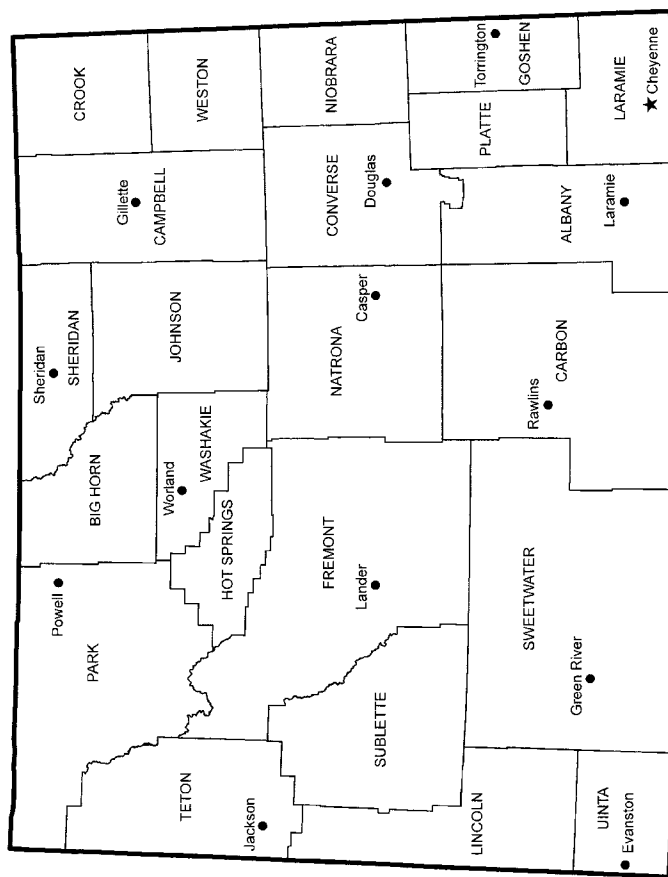 CROOK
WESTON
NIOBRARA
Torrington
GOSHEN
LARAMIE
Cheyenne
Gillette
CAMPBELL
CONVERSE
Douglas
PLATTE
ALBANY
Laramie
Sheridan
SHERIDAN
JOHNSON
NATRONA
Casper
Rawlins
CARBON
BIG HORN
Worland
WASHAKIE
HOT SPRINGS
FREMONT
Lander
SWEETWATER
Green River
Powell
PARK
SUBLETTE
TETON
Jackson
LINCOLN
UINTA
Evanston